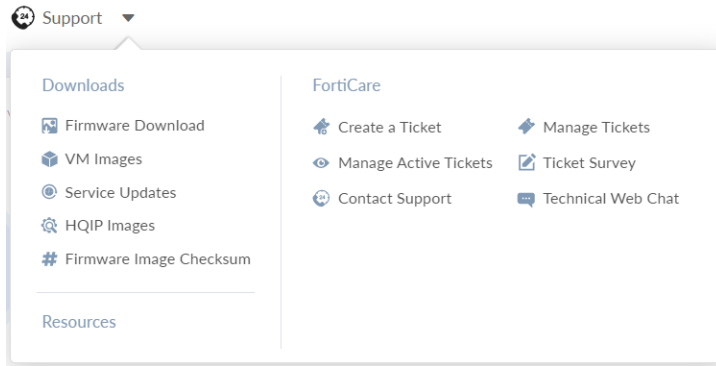 Support
Downloads
Firmware Download
VM Images
Service Updates
HQIP Images
Firmware Image Checksum
Resources
FortiCare
Create a Ticket
Manage Tickets
Manage Active Tickets
Ticket Survey
Contact Support
Technical Web Chat